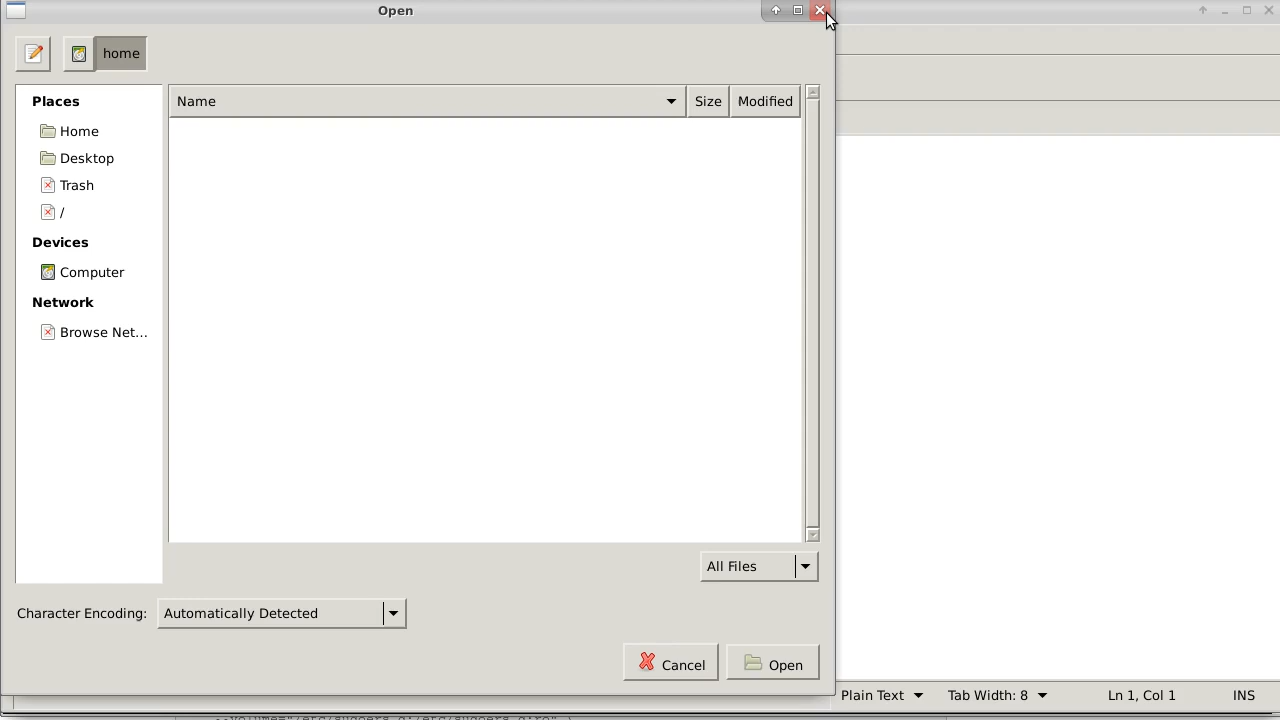 Open
home
Places
Home
Desktop
Trash
/
Devices
Computer
Network
Browse Net...
Name
Size
Modified
All Files
Character Encoding:
Automatically Detected
Cancel
Open
Plain Text
Tab Width: 8
Ln 1, Col 1
INS